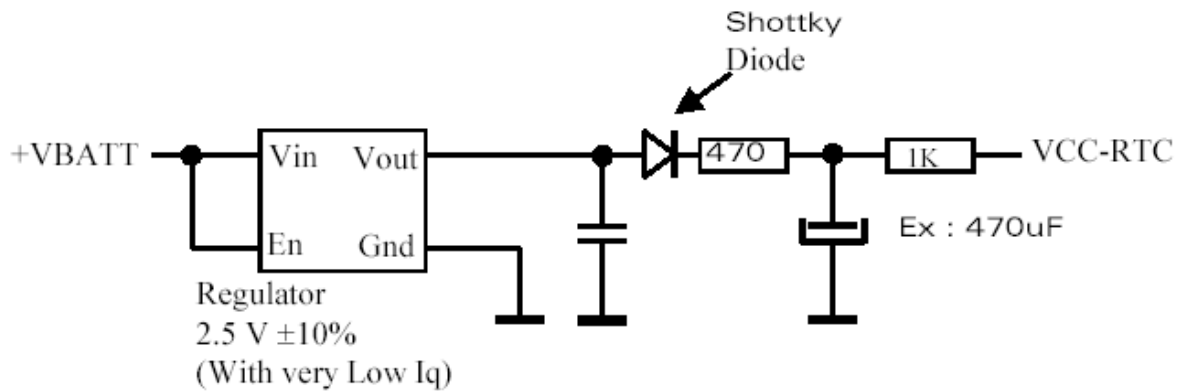 Shottky
Diode
+VBATT
Vin
Vout
470
1K
VCC-RTC
En
Gnd
Ex : 470uF
Regulator
2.5 V ±10%
(With very Low Iq)